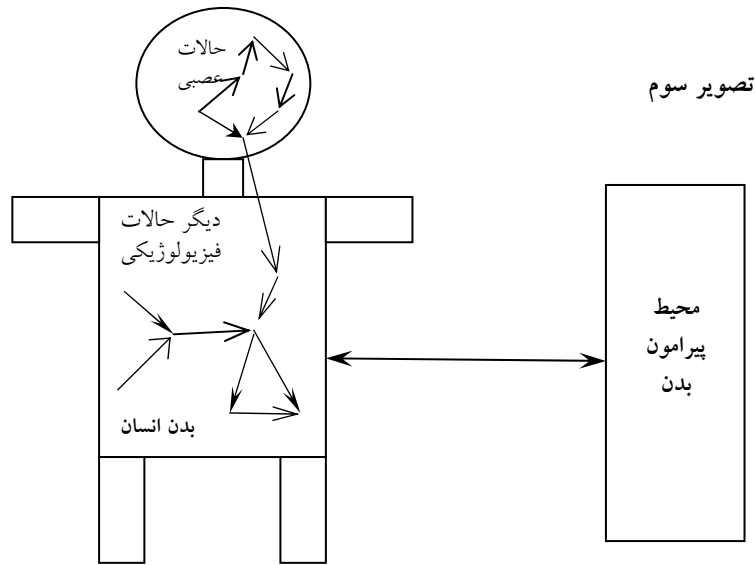 حالات
عصبی
تصویر سوم
دیگر حالات
فیزیولوژیکی
محیط
پیرامون
بدن
بدن انسان